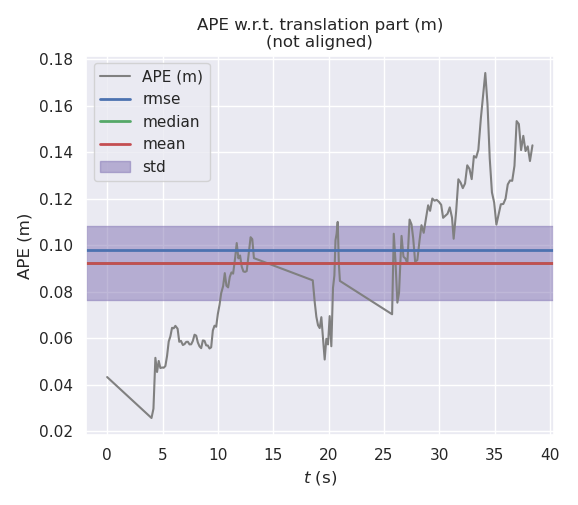 APE w.r.t. translation part (m)
(not aligned)
APE (m)
rmse
median
mean
std
APE (m)
0.18
0.16
0.14
0.12
0.10
0.08
0.06
0.04
0.02
0 5 10 15 20 25 30 35 40
t (s)